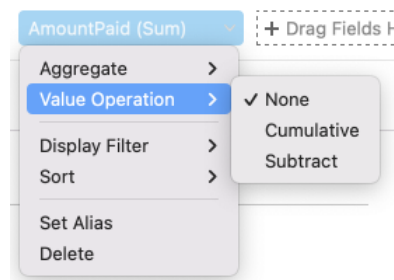 AmountPaid (Sum)
+ Drag Fields H
Aggregate
Value Operation
✓ None
Cumulative
Subtract
Display Filter
Sort
Set Alias
Delete